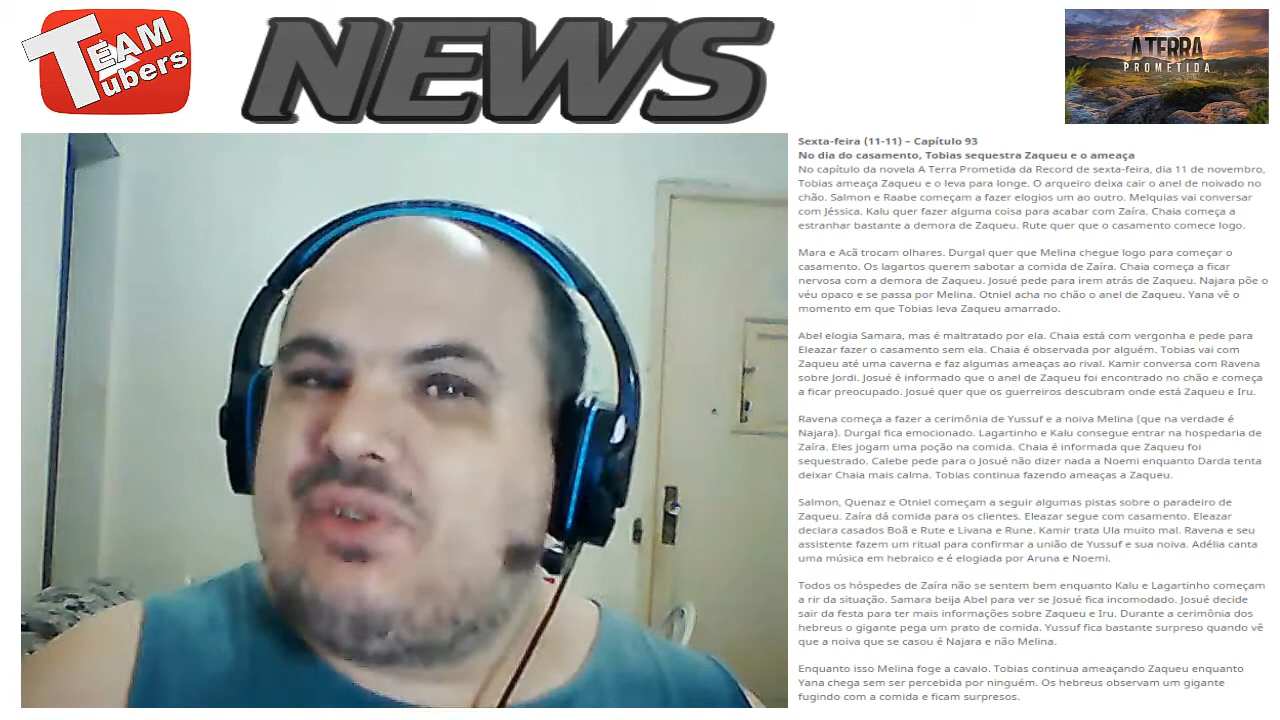 TEAM
Tubers
NEWS
A TERRA
PROMETIDA
Sexta-feira (11-11) – Capítulo 93
No dia do casamento, Tobias sequestra Zaqueu e o ameaça
No capítulo da novela A Terra Prometida da Record de sexta-feira, dia 11 de novembro,
Tobias ameaça Zaqueu e o leva para longe. O arqueiro deixa cair o anel de noivado no
chão. Salmon e Raabe começam a fazer elogios um ao outro. Melquias vai conversar
com Jéssica. Kalu quer fazer alguma coisa para acabar com Zaíra. Chaia começa a
estranhar bastante a demora de Zaqueu. Rute quer que o casamento comece logo.
Mara e Acã trocam olhares. Durgal quer que Melina chegue logo para começar o
casamento. Os lagartos querem sabotar a comida de Zaíra. Chaia começa a ficar
nervosa com a demora de Zaqueu. Josué pede para irem atrás de Zaqueu. Najara põe o
véu opaco e se passa por Melina. Otniel acha no chão o anel de Zaqueu. Yana vê o
momento em que Tobias leva Zaqueu amarrado.
Abel elogia Samara, mas é maltratado por ela. Chaia está com vergonha e pede para
Eleazar fazer o casamento sem ela. Chaia é observada por alguém. Tobias vai com
Zaqueu até uma caverna e faz algumas ameaças ao rival. Kamir conversa com Ravena
sobre Jordi. Josué é informado que o anel de Zaqueu foi encontrado no chão e começa
a ficar preocupado. Josué quer que os guerreiros descubram onde está Zaqueu e Iru.
Ravena começa a fazer a cerimônia de Yussuf e a noiva Melina (que na verdade é
Najara). Durgal fica emocionado. Lagartinho e Kalu consegue entrar na hospedaria de
Zaíra. Eles jogam uma poção na comida. Chaia é informada que Zaqueu foi
sequestrado. Calebe pede para o Josué não dizer nada a Noemi enquanto Darda tenta
deixar Chaia mais calma. Tobias continua fazendo ameaças a Zaqueu.
Salmon, Quenaz e Otniel começam a seguir algumas pistas sobre o paradeiro de
Zaqueu. Zaíra dá comida para os clientes. Eleazar segue com casamento. Eleazar
declara casados Boã e Rute e Livana e Rune. Kamir trata Ula muito mal. Ravena e seu
assistente fazem um ritual para confirmar a união de Yussuf e sua noiva. Adélia canta
uma música em hebraico e é elogiada por Aruna e Noemi.
Todos os hóspedes de Zaíra não se sentem bem enquanto Kalu e Lagartinho começam
a rir da situação. Samara beija Abel para ver se Josué fica incomodado. Josué decide
sair da festa para ter mais informações sobre Zaqueu e Iru. Durante a cerimônia dos
hebreus o gigante pega um prato de comida. Yussuf fica bastante surpreso quando vê
que a noiva que se casou é Najara e não Melina.
Enquanto isso Melina foge a cavalo. Tobias continua ameaçando Zaqueu enquanto
Yana chega sem ser percebida por ninguém. Os hebreus observam um gigante
fugindo com a comida e ficam surpresos.